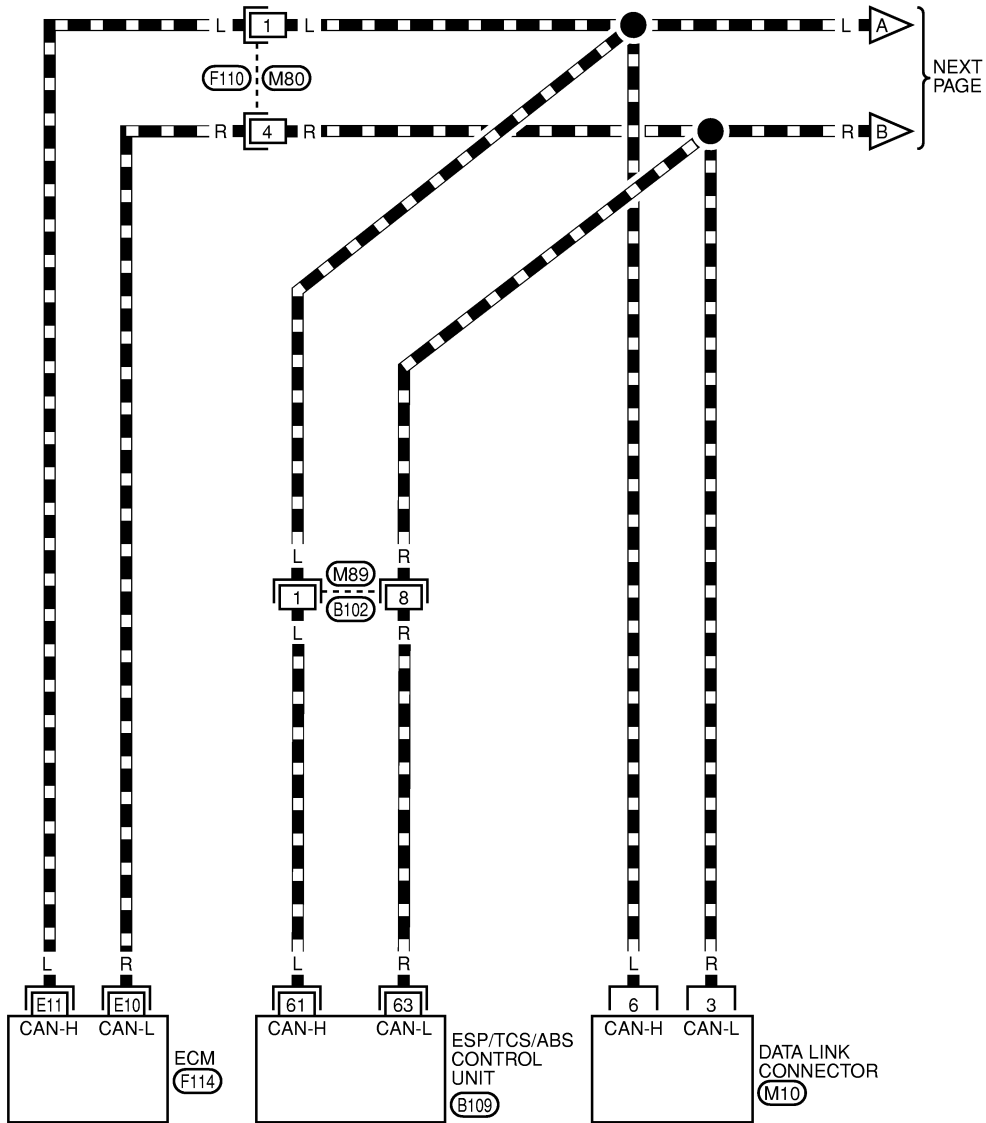 L 1 L L A
F110 M80
NEXT
PAGE
R 4 R R B
L R
M89
1 8
B102
L R
L R L R L R
E11 E10 61 63 6 3
CAN-H CAN-L CAN-H CAN-L CAN-H CAN-L
ECM
F114
ESP/TCS/ABS
CONTROL
UNIT
B109
DATA LINK
CONNECTOR
M10